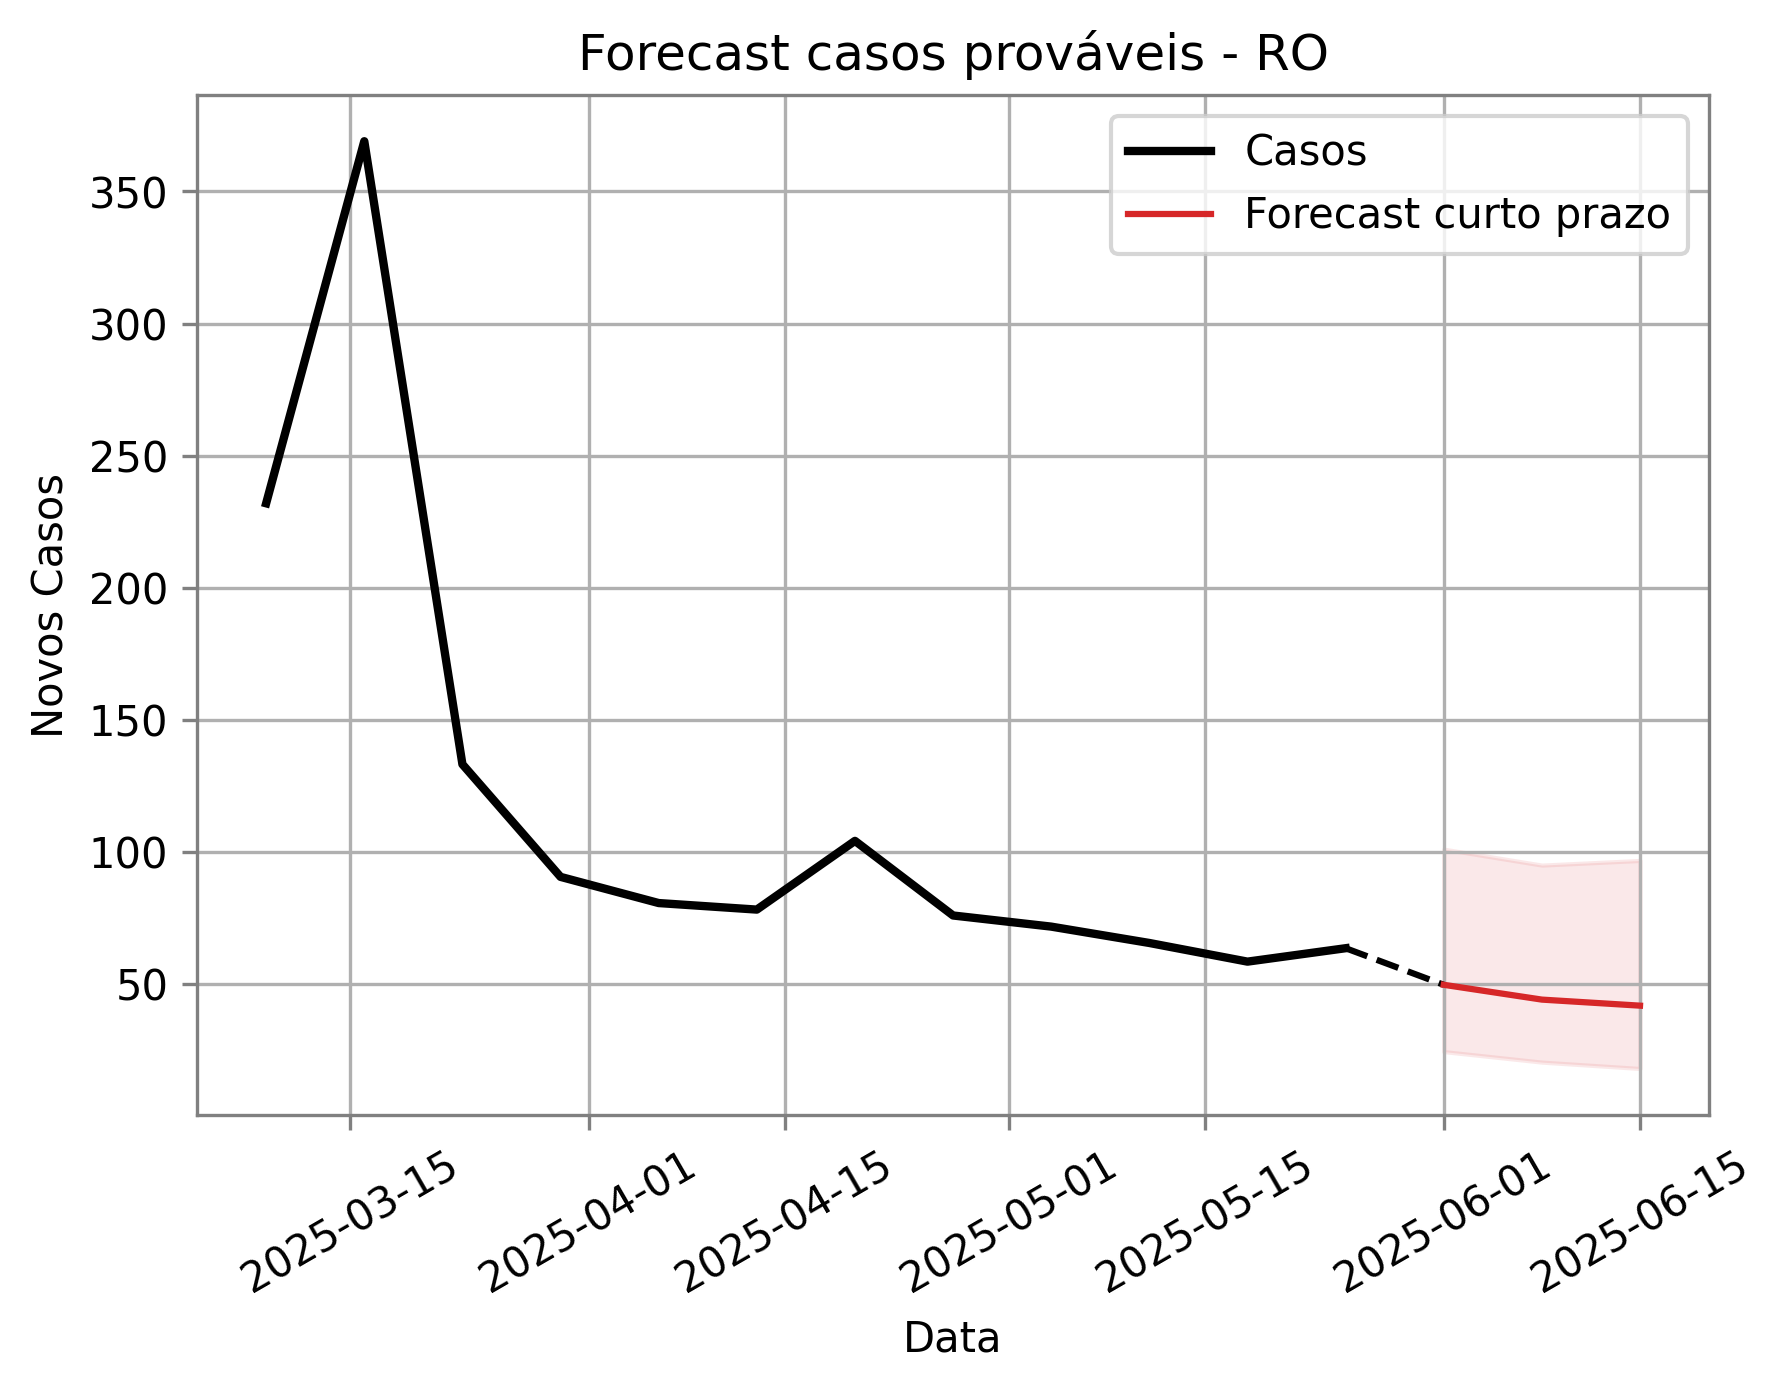 Forecast casos prováveis - RO
Casos
Forecast curto prazo
Novos Casos
350
300
250
200
150
100
50
2025-03-15
2025-04-01
2025-04-15
2025-05-01
2025-05-15
2025-06-01
2025-06-15
Data